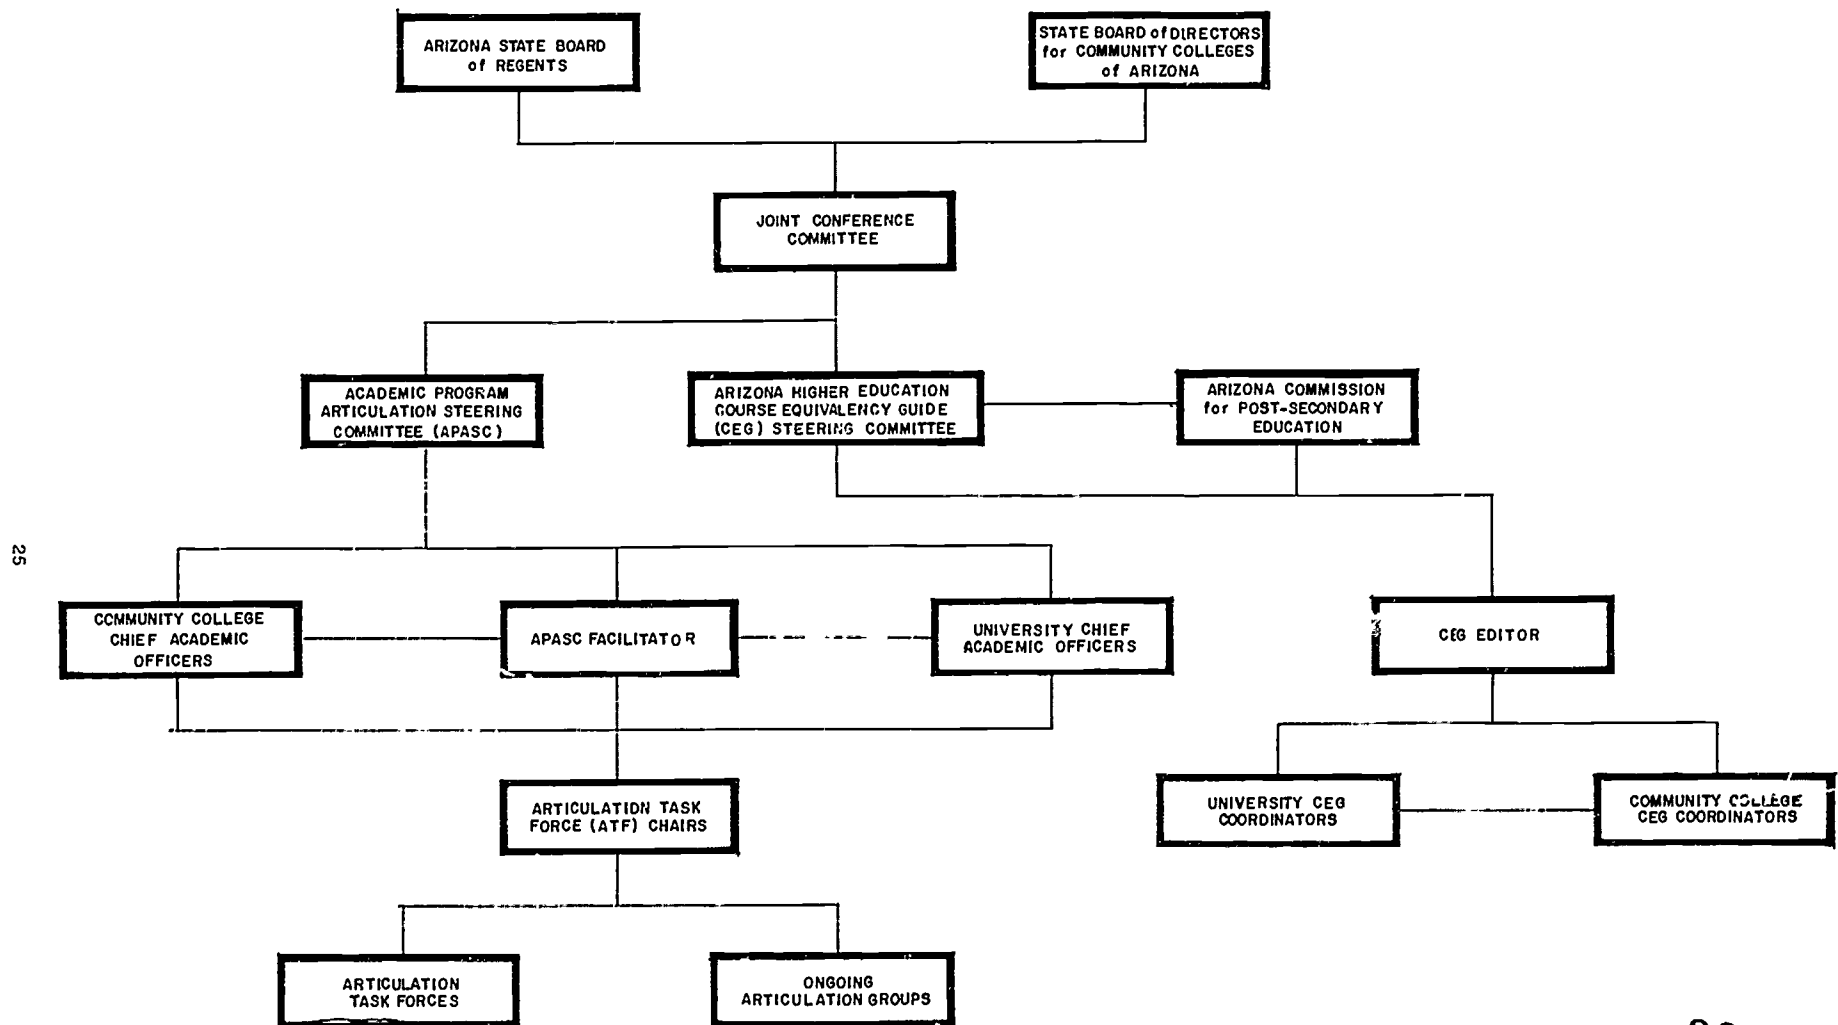 ARIZONA STATE BOARD
of REGENTS
STATE BOARD of DIRECTORS
for COMMUNITY COLLEGES
of ARIZONA
JOINT CONFERENCE
COMMITTEE
ACADEMIC PROGRAM
ARTICULATION STEERING
COMMITTEE (APASC)
ARIZONA HIGHER EDUCATION
COURSE EQUIVALENCY GUIDE
(CEG) STEERING COMMITTEE
ARIZONA COMMISSION
for POST-SECONDARY
EDUCATION
25
COMMUNITY COLLEGE
CHIEF ACADEMIC
OFFICERS
APASC FACILITATOR
UNIVERSITY CHIEF
ACADEMIC OFFICERS
CEG EDITOR
ARTICULATION TASK
FORCE (ATF) CHAIRS
UNIVERSITY CEG
COORDINATORS
COMMUNITY COLLEGE
CEG COORDINATORS
ARTICULATION
TASK FORCES
ONGOING
ARTICULATION GROUPS